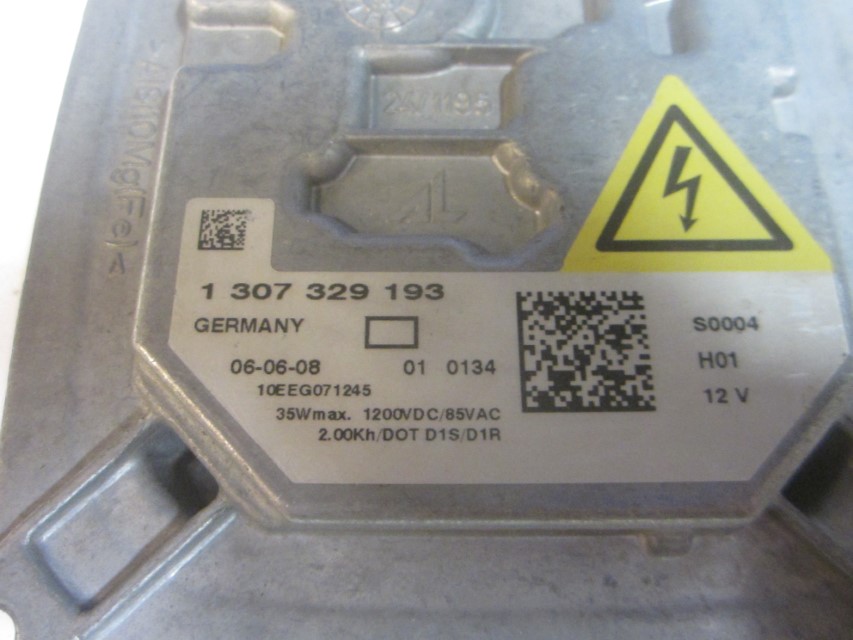 1 307 329 193
GERMANY
06-06-08 01 0134
10EEG071245
35Wmax. 1200VDC/85VAC
2.00Kh/DOT D1S/D1R
S0004
H01
12 V